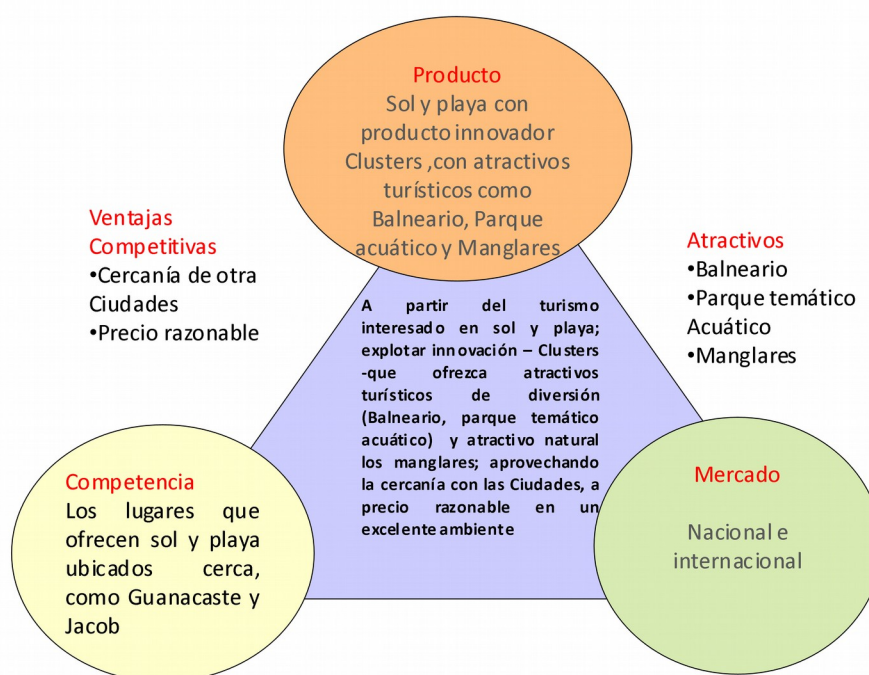 Producto
Sol y playa con
producto innovador
Clusters ,con atractivos
turísticos como
Balneario, Parque
acuático y Manglares
Ventajas
Competitivas
•Cercanía de otra
Ciudades
•Precio razonable
Atractivos
•Balneario
•Parque temático
Acuático
•Manglares
A partir del turismo
interesado en sol y playa;
explotar innovación – Clusters
-que ofrezca atractivos
turísticos de diversión
(Balneario, parque temático
acuático) y atractivo natural
los manglares; aprovechando
la cercanía con las Ciudades, a
precio razonable en un
excelente ambiente
Competencia
Los lugares que
ofrecen sol y playa
ubicados cerca,
como Guanacaste y
Jacob
Mercado
Nacional e
internacional